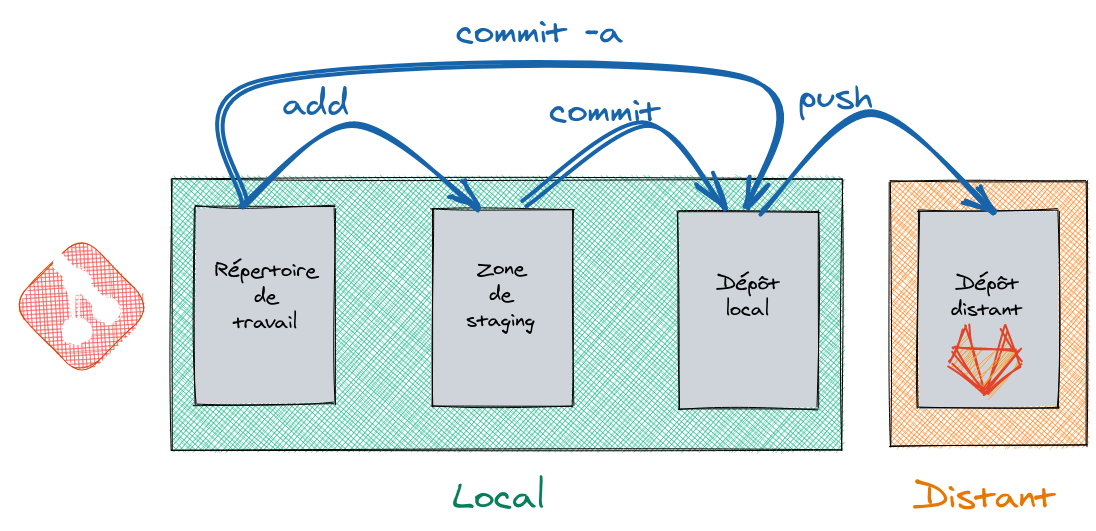 commit -a
add
commit
push
Répertoire
de
travail
Zone
de
staging
Dépôt
local
Dépôt
distant
Local
Distant